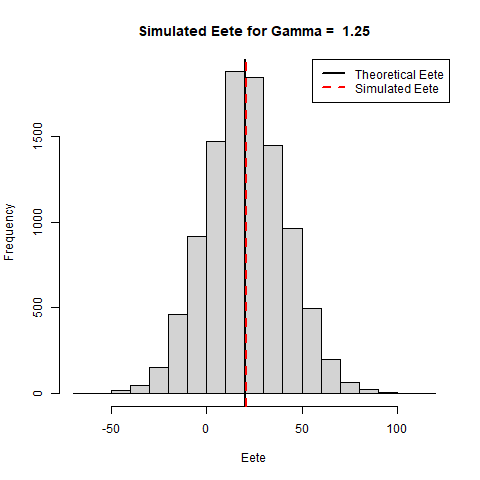 Simulated Eete for Gamma =  1.25
Theoretical Eete
Simulated Eete
1500
1000
500
0
Frequency
-50
0
50
100
Eete